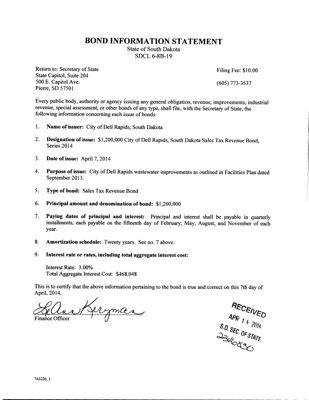 BOND INFORMATION STATEMENT
State of South Dakota
SDCL 6-8B-19
Return to: Secretary of State
State Capitol, Suite 204
500 E. Capitol Ave.
Pierre, SD 57501
Filing Fee: $10.00
(605) 773-3537
Every public body, authority or agency issuing any general obligation, revenue, improvements, industrial
revenue, special assessment, or other bonds of any type, shall file, with the Secretary of State, the
following information concerning each issue of bonds:
1. Name of issuer: City of Dell Rapids, South Dakota
2. Designation of issue: $1,200,000 City of Dell Rapids, South Dakota Sales Tax Revenue Bond,
Series 2014
3. Date of issue: April 7, 2014
4. Purpose of issue: City of Dell Rapids wastewater improvements as outlined in Facilities Plan dated
September 2013.
5. Type of bond: Sales Tax Revenue Bond
6. Principal amount and denomination of bond: $1,200,000
7. Paying dates of principal and interest: Principal and interest shall be payable in quarterly
installments, each payable on the fifteenth day of February, May, August, and November of each
year.
8. Amortization schedule: Twenty years. See no. 7 above.
9. Interest rate or rates, including total aggregate interest cost:
Interest Rate: 3.00%
Total Aggregate Interest Cost: $468,048
This is to certify that the above information pertaining to the bond is true and correct on this 7th day of
April, 2014.
Finance Officer
RECEIVED
APR 14 2014
S.D. SEC. OF STATE